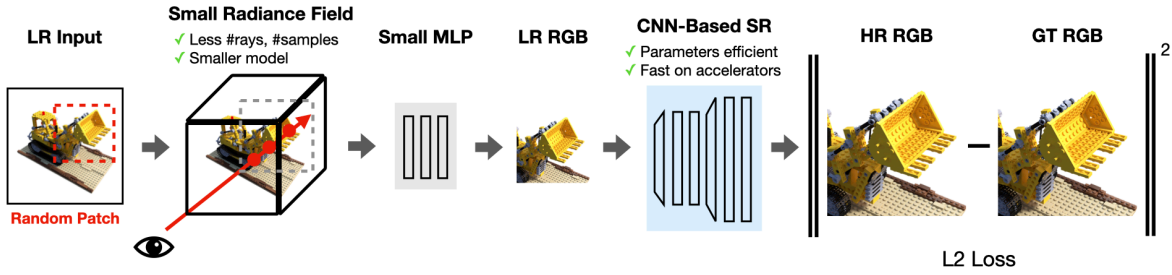 LR Input
Random Patch
Small Radiance Field
✓ Less #rays, #samples
✓ Smaller model
Small MLP
LR RGB
CNN-Based SR
✓ Parameters efficient
✓ Fast on accelerators
HR RGB
GT RGB
2
L2 Loss